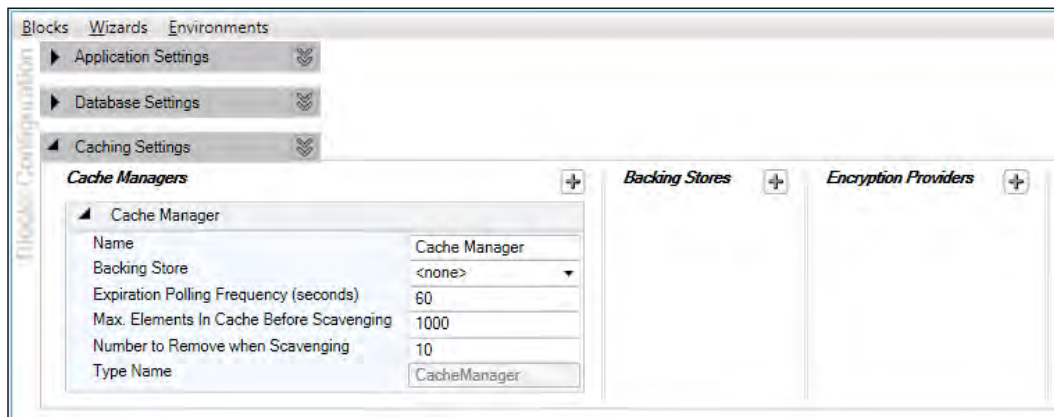 Blocks Wizards Environments
Application Settings
Database Settings
Caching Settings
Blocks Configuration
Cache Managers Backing Stores Encryption Providers
Cache Manager
Name Cache Manager
Backing Store <none>
Expiration Polling Frequency (seconds) 60
Max. Elements In Cache Before Scavenging 1000
Number to Remove when Scavenging 10
Type Name CacheManager